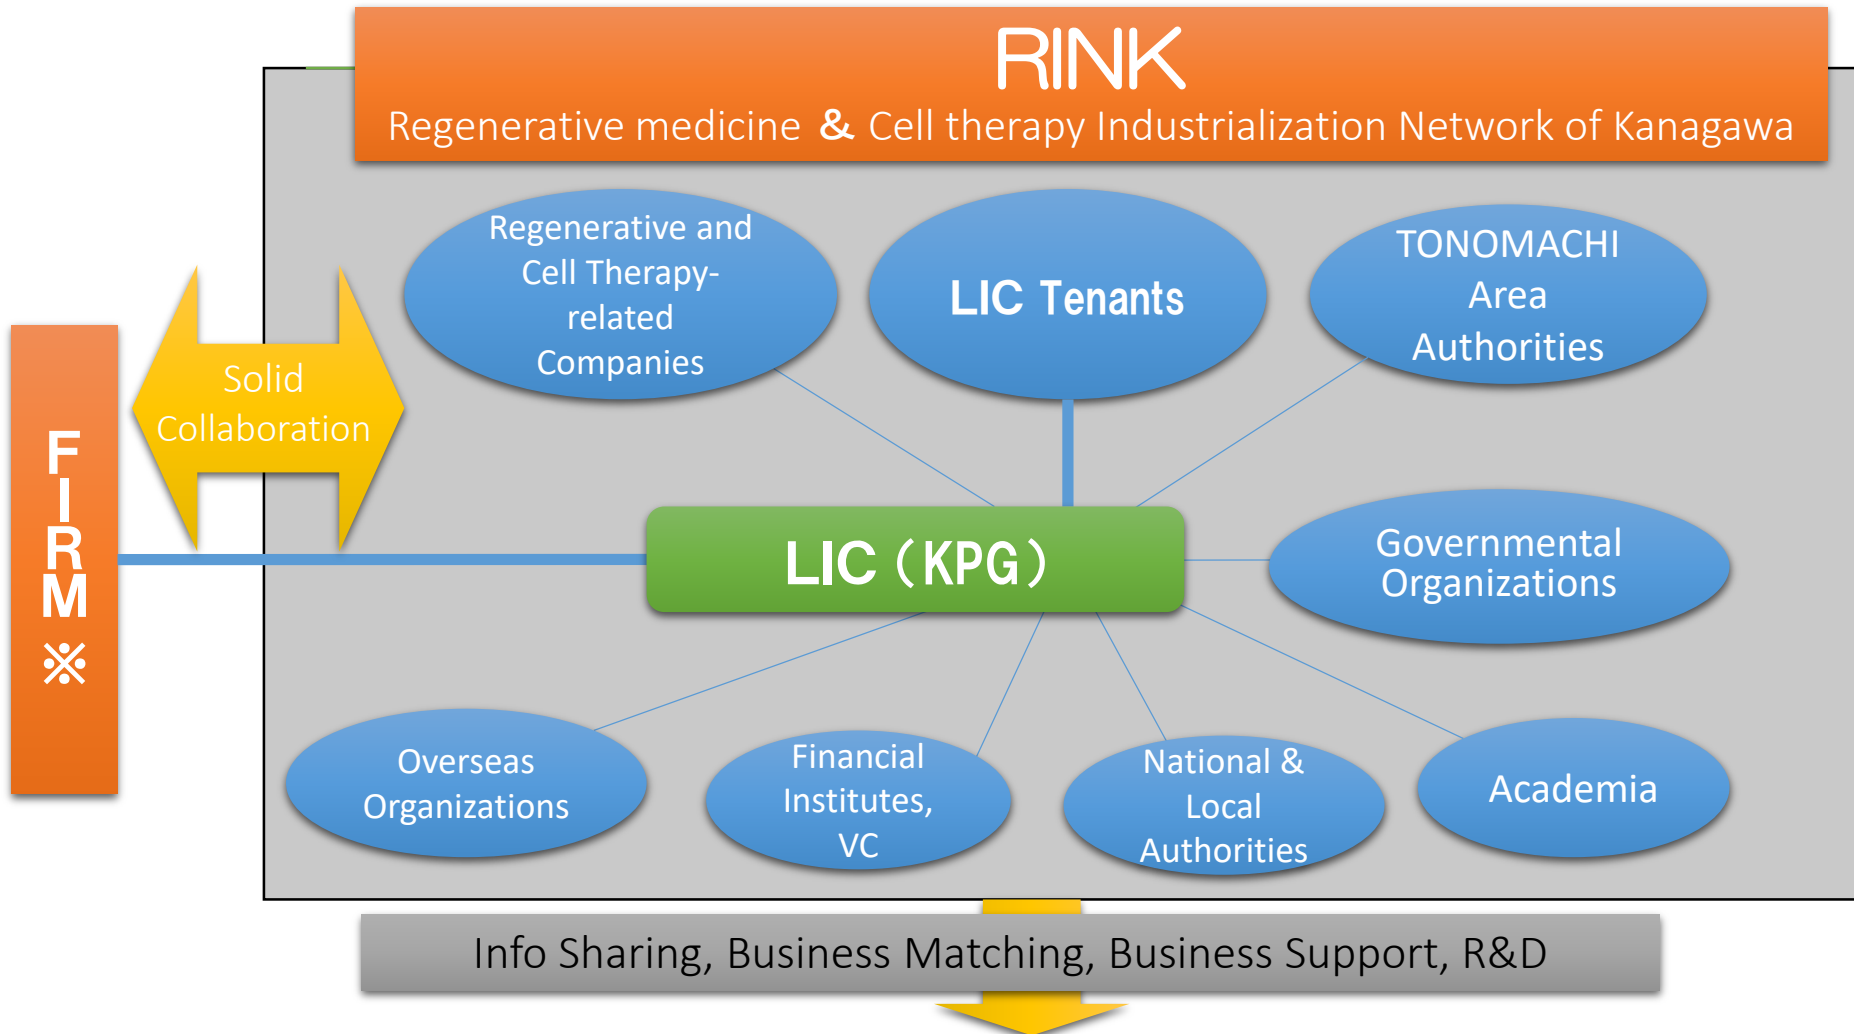 RINK
Regenerative medicine & Cell therapy Industrialization Network of Kanagawa
Regenerative and
Cell Therapy-
related
Companies
LIC Tenants
TONOMACHI
Area
Authorities
Solid
Collaboration
FIRM※
LIC（KPG）
Governmental
Organizations
Overseas
Organizations
Financial
Institutes,
VC
National &
Local
Authorities
Academia
Info Sharing, Business Matching, Business Support, R&D